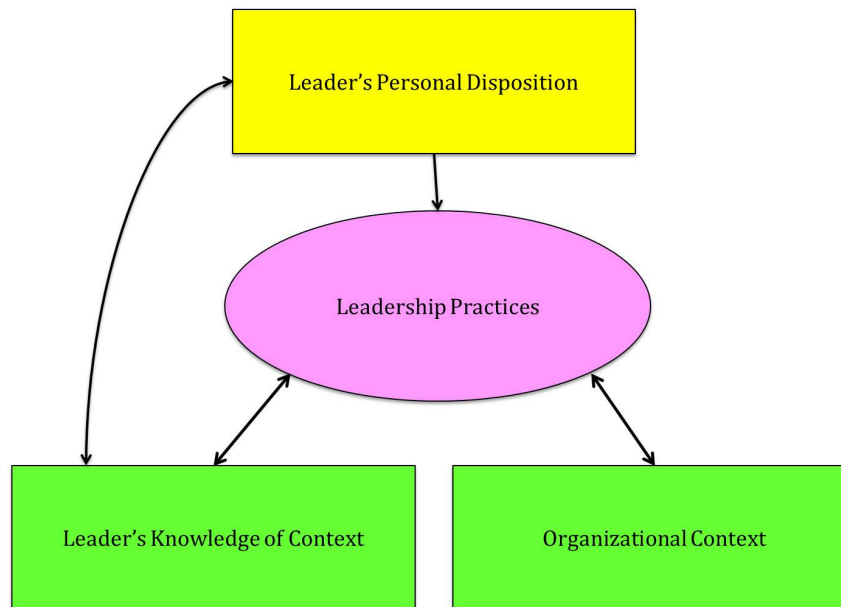 Leader’s Personal Disposition
Leadership Practices
Leader’s Knowledge of Context
Organizational Context